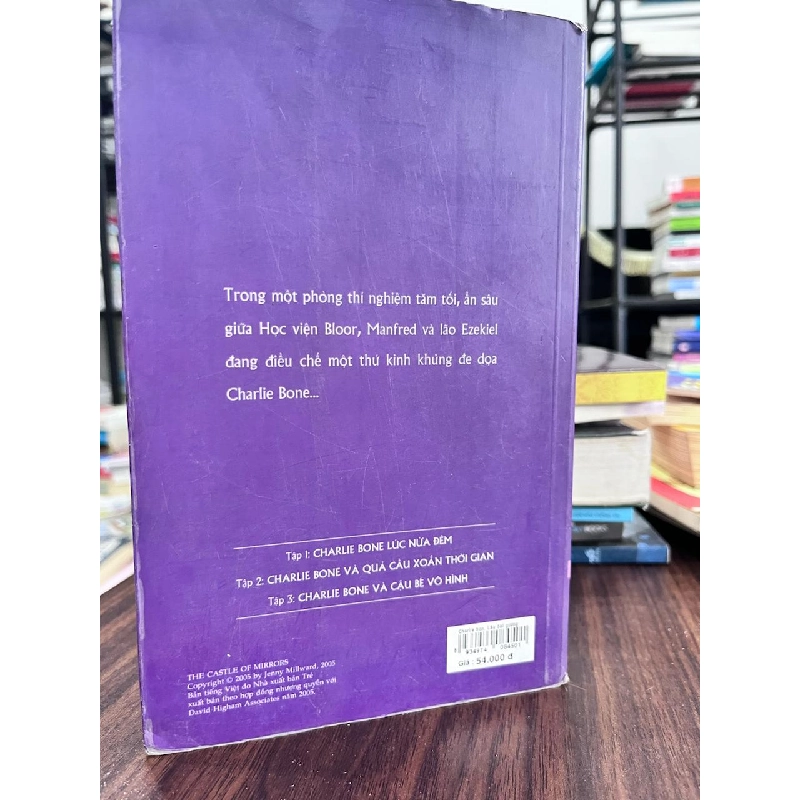 Trong một phòng thí nghiệm tăm tối, ẩn sâu
giữa Học viện Bloor, Manfred và lão Ezekiel
đang điều chế một thứ kinh khủng đe dọa
Charlie Bone...
Tập 1: CHARLIE BONE LÚC NỬA ĐÊM
Tập 2: CHARLIE BONE VÀ QUẢ CẦU XOẮN THỜI GIAN
Tập 3: CHARLIE BONE VÀ CẬU BÉ VÔ HÌNH
THE CASTLE OF MIRRORS
Copyright © 2005 by Jenny Millward, 2005
Bản tiếng Việt do Nhà xuất bản Trẻ
xuất bản theo hợp đồng nhượng quyền với
David Higham Associates năm 2005.
Giá : 54.000 đ